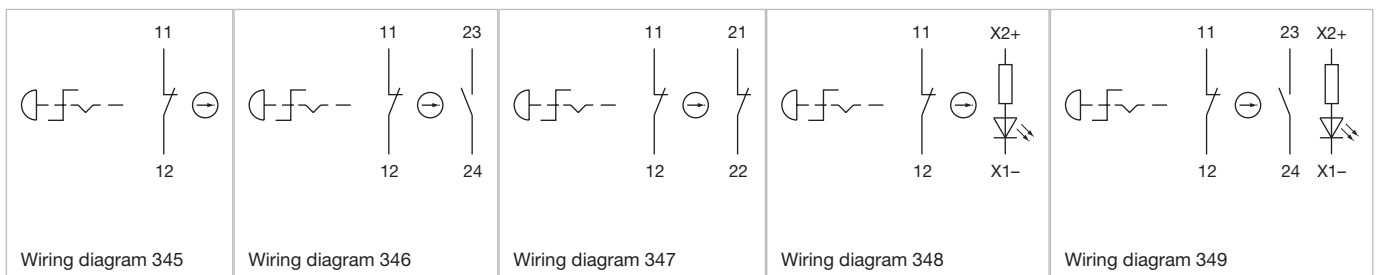 11
12
Wiring diagram 345
11 23
12 24
Wiring diagram 346
11 21
12 22
Wiring diagram 347
11 X2+
12 X1–
Wiring diagram 348
11 23 X2+
12 24 X1–
Wiring diagram 349